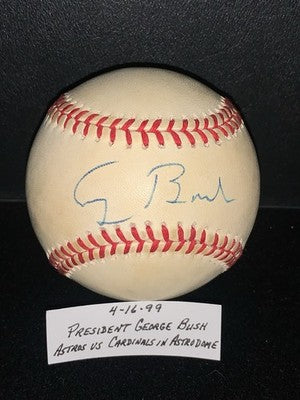 G Bush
4-16-99
PRESIDENT GEORGE BUSH
ASTROS VS CARDINALS IN ASTRODOME